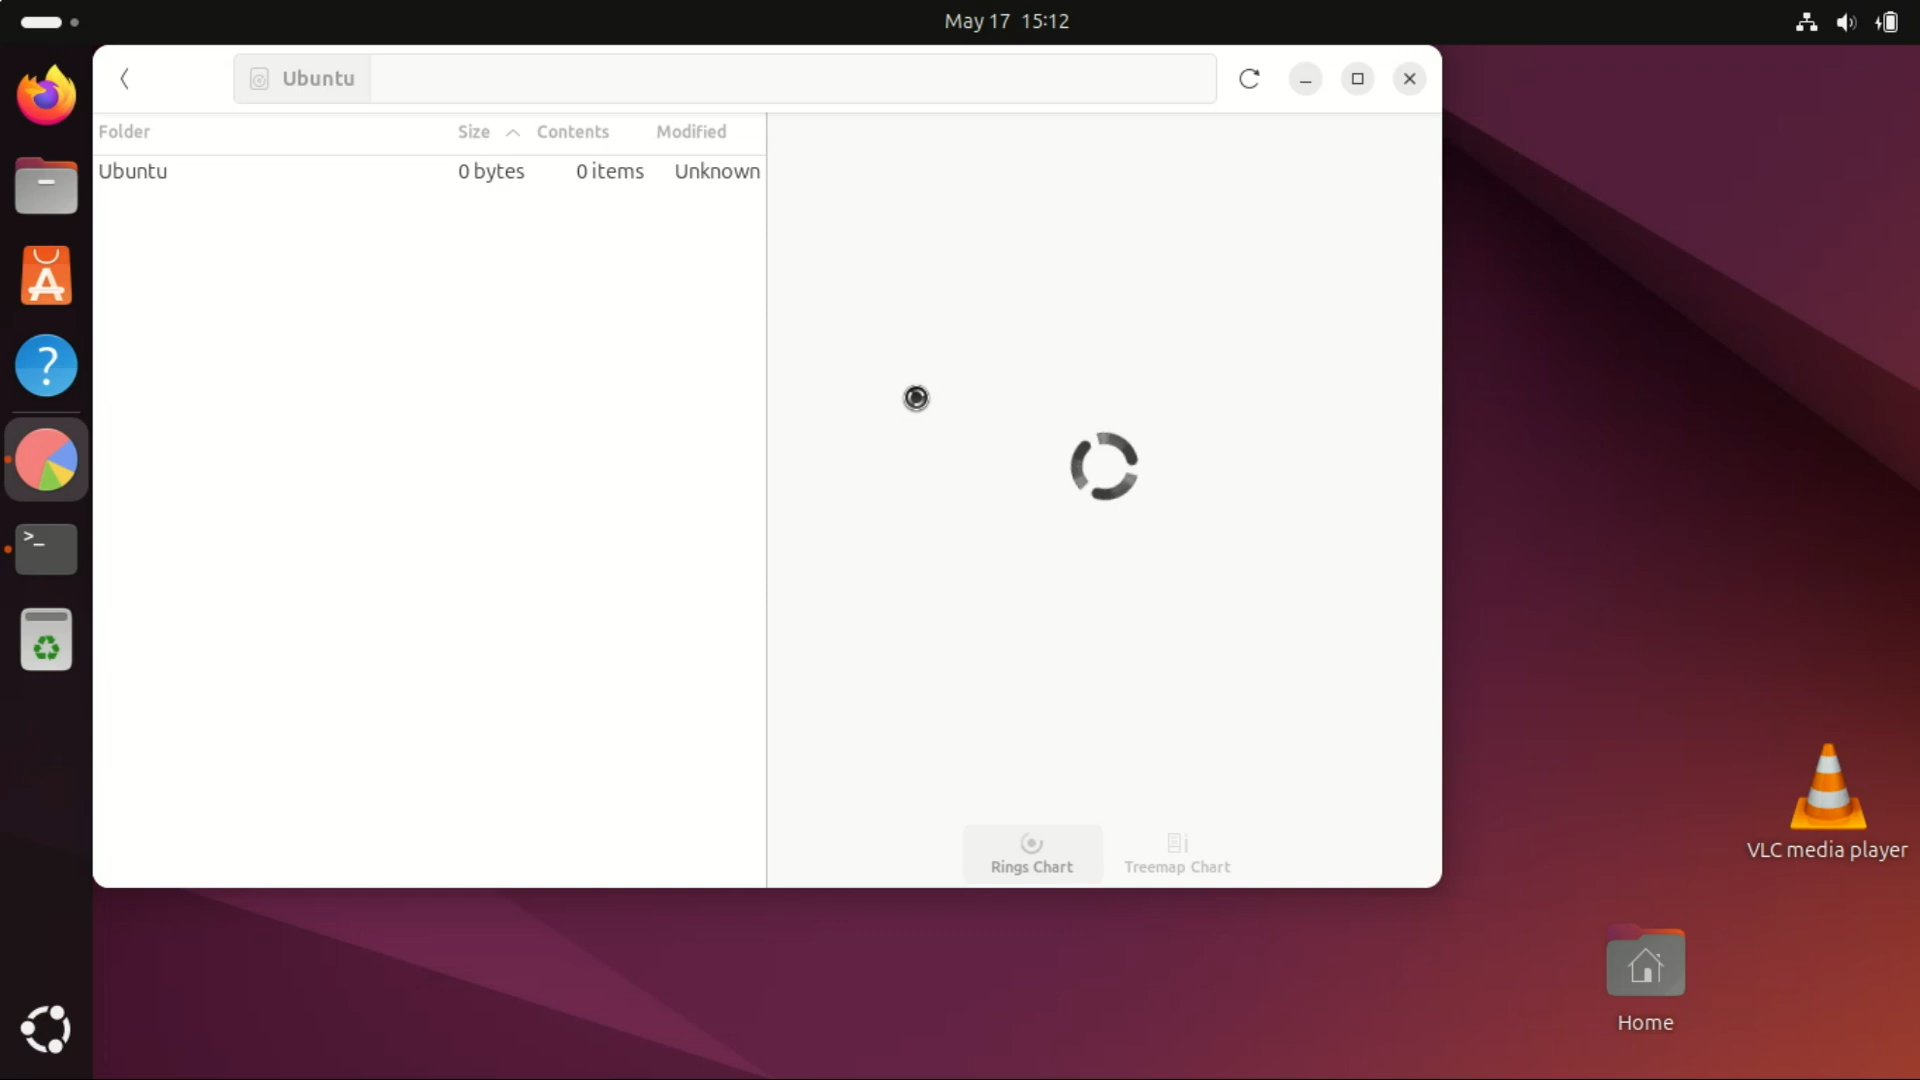 May 17 15:12
Ubuntu
Folder Size Contents Modified
Ubuntu 0 bytes 0 items Unknown
Rings Chart
Treemap Chart
VLC media player
Home